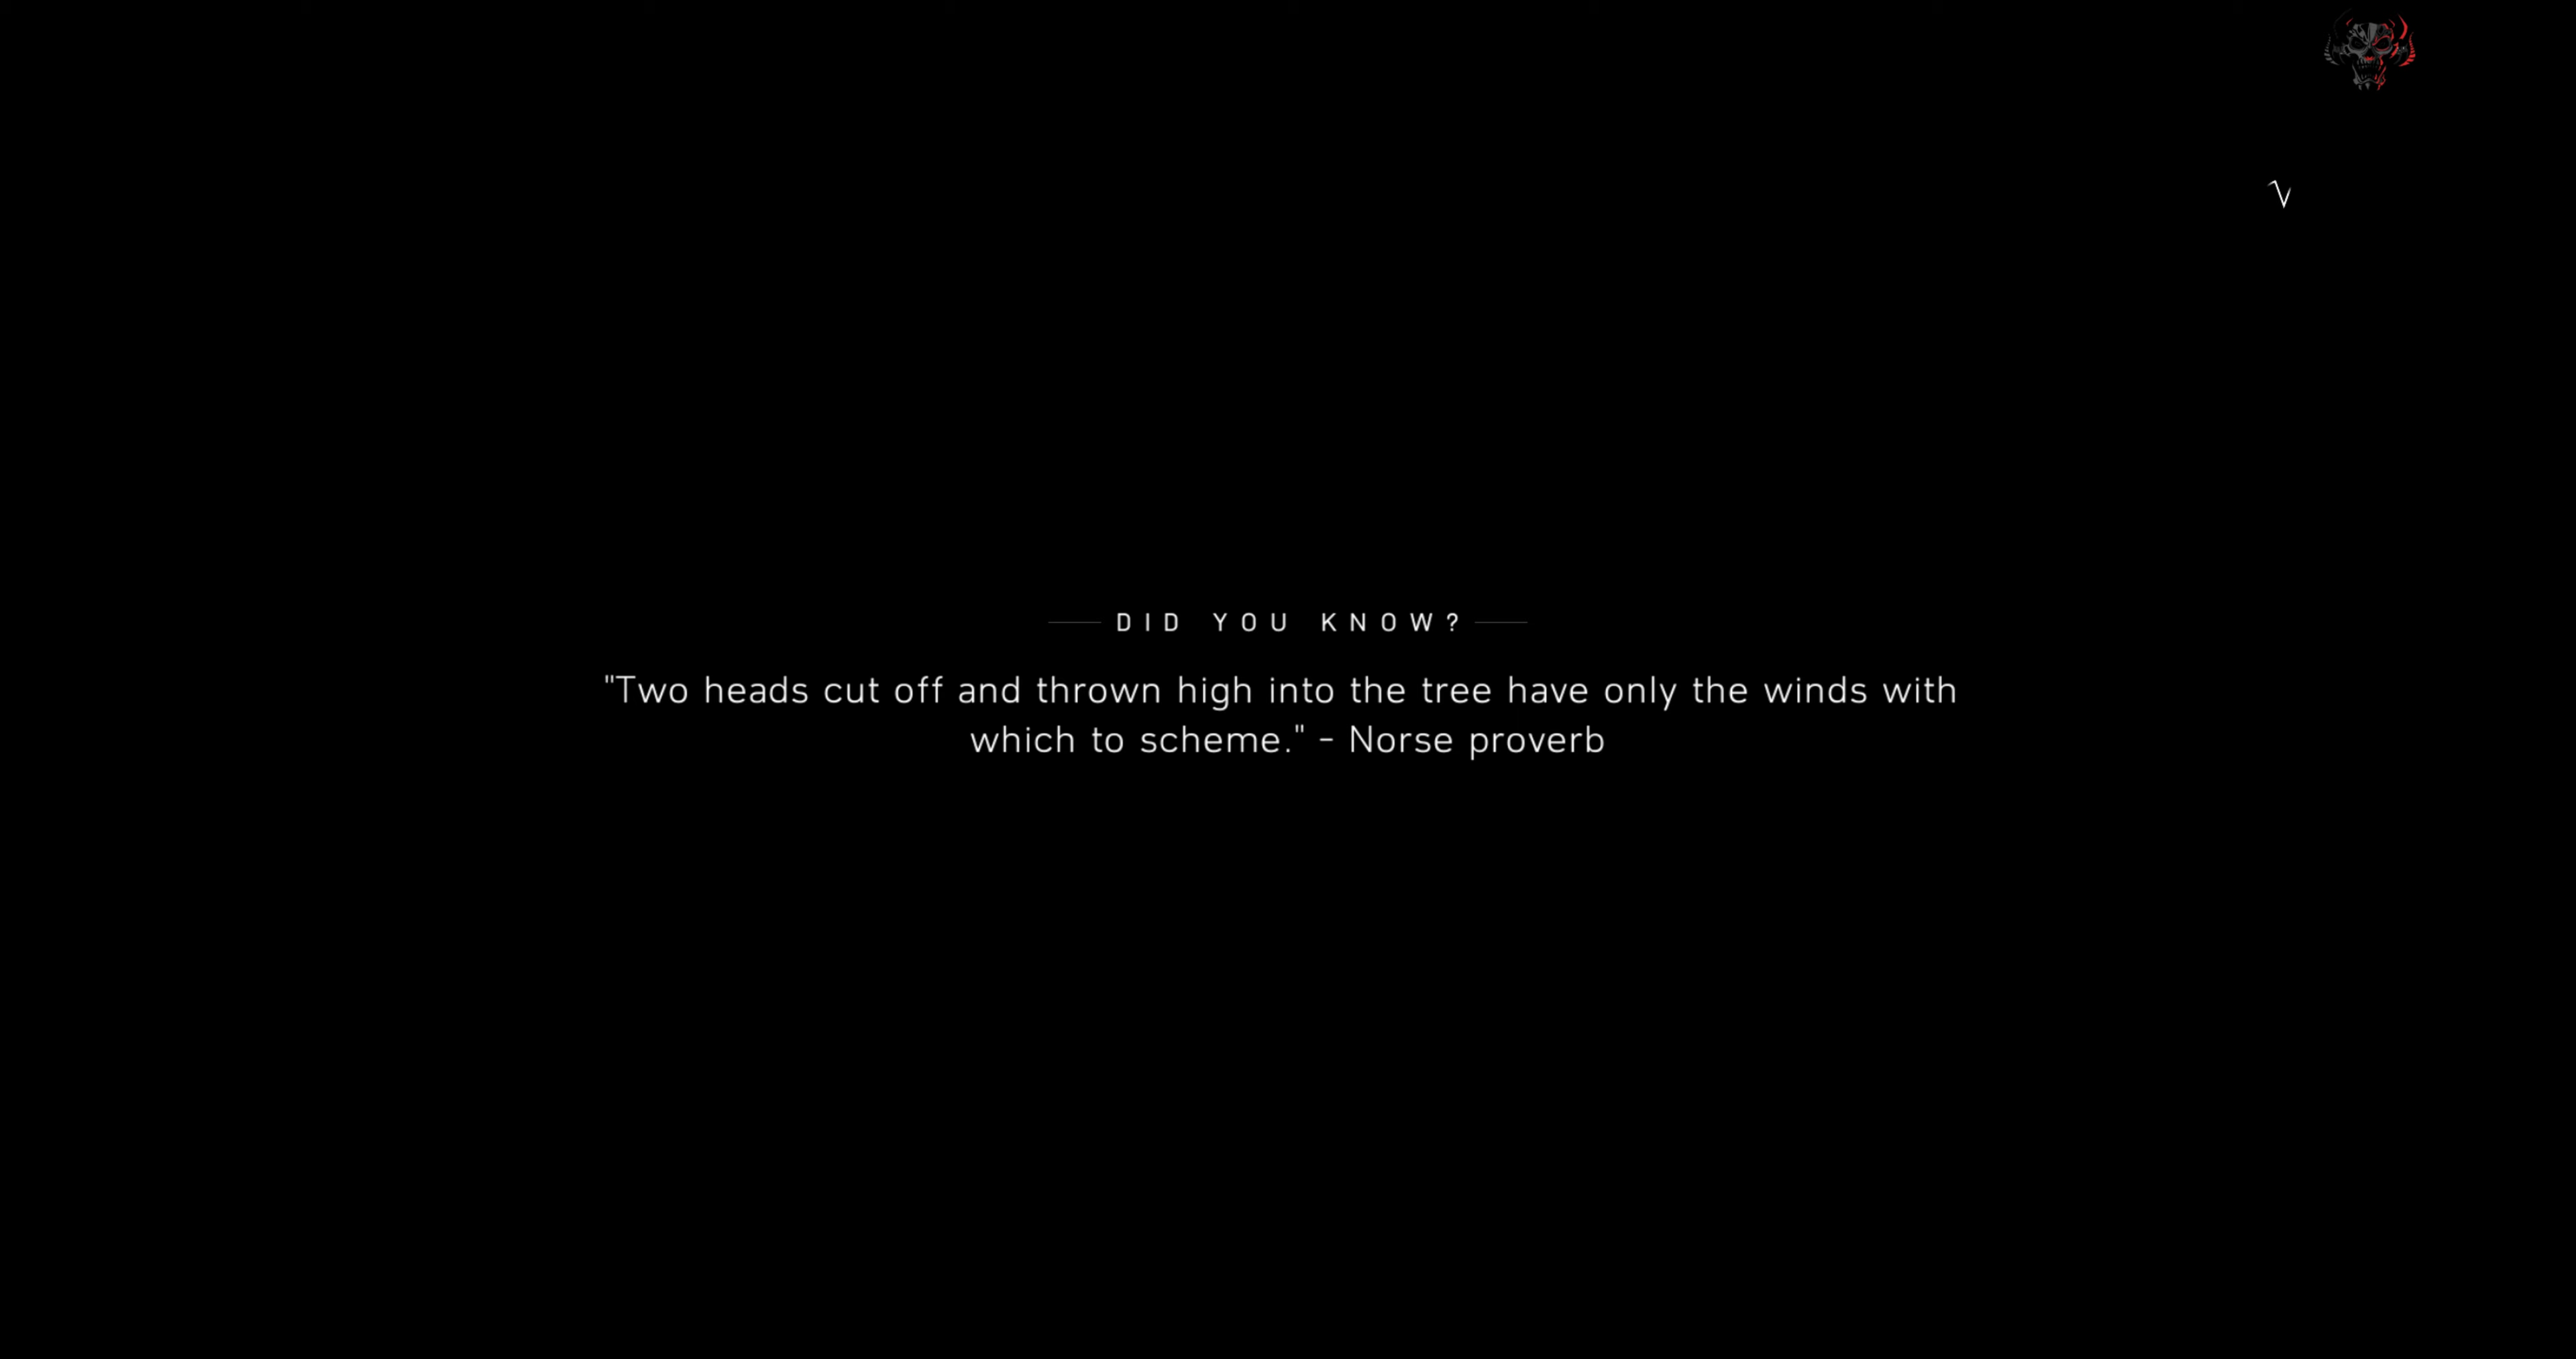 DID YOU KNOW?
"Two heads cut off and thrown high into the tree have only the winds with
which to scheme." - Norse proverb